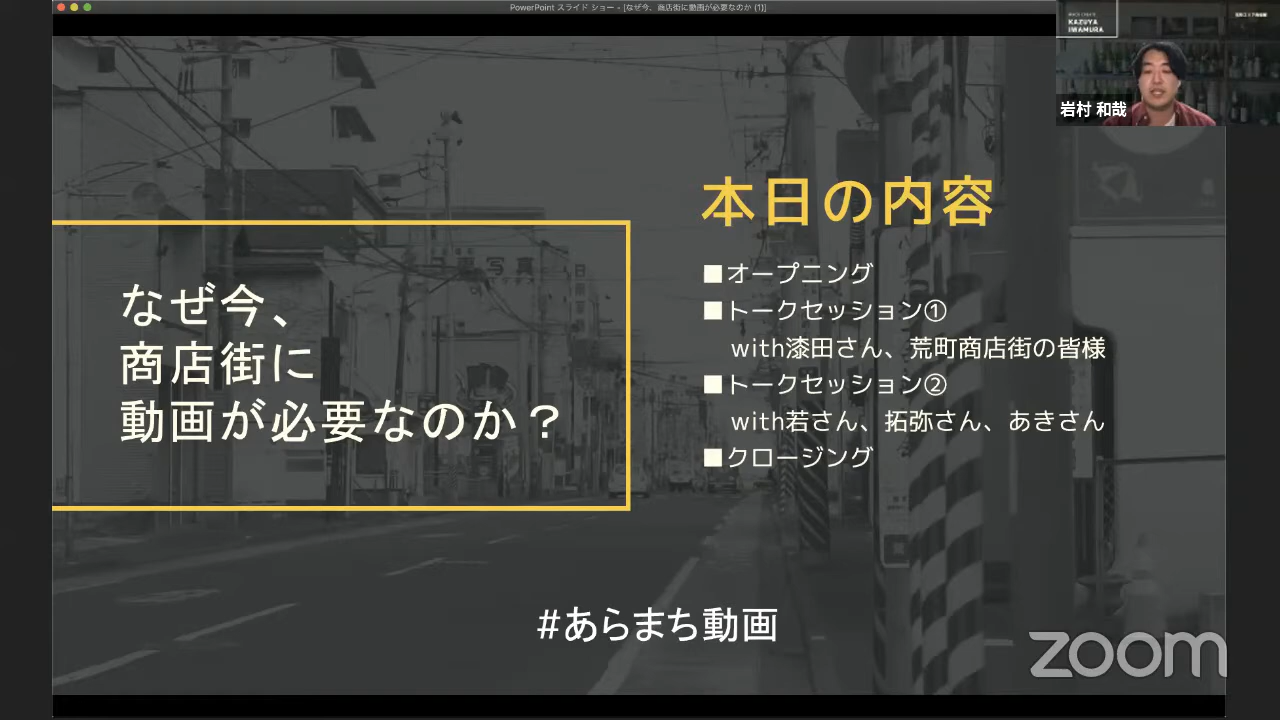 PowerPoint スライド ショー - [なぜ今、商店街に動画が必要なのか (1)]
KAZUYA
IWAMURA
岩村 和哉
本日の内容
なぜ今、
商店街に
動画が必要なのか？
■オープニング
■トークセッション①
with漆田さん、荒町商店街の皆様
■トークセッション②
with若さん、拓弥さん、あきさん
■クロージング
#あらまち動画
zoom